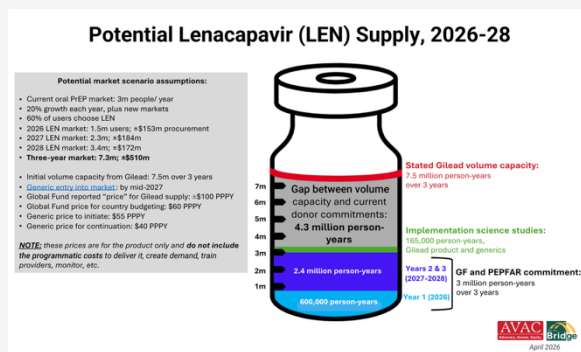 Potential Lenacapavir (LEN) Supply, 2026-28
Potential market scenario assumptions:
• Current oral PrEP market: 3m people/ year
• 20% growth each year, plus new markets
• 60% of users choose LEN
• 2026 LEN market: 1.5m users; ±$153m procurement
• 2027 LEN market: 2.3m; ±$184m
• 2028 LEN market: 3.4m; ±$172m
• Three-year market: 7.3m; ±$510m
• Initial volume capacity from Gilead: 7.5m over 3 years
• Generic entry into market: by mid-2027
• Global Fund reported "price" for Gilead supply: ±$100 PPPY
• Global Fund price for country budgeting: $60 PPPY
• Generic price to initiate: $55 PPPY
• Generic price for continuation: $40 PPPY
NOTE: these prices are for the product only and do not include
the programmatic costs to deliver it, create demand, train
providers, monitor, etc.
7m
6m
5m
4m
3m
2m
1m
Gap between volume
capacity and current
donor commitments:
4.3 million person-
years
2.4 million person-years
600,000 person-years
Stated Gilead volume capacity:
7.5 million person-years
over 3 years
Implementation science studies:
165,000 person-years,
Gilead product and generics
Years 2 & 3
(2027-2028)
Year 1 (2026)
GF and PEPFAR commitment:
3 million person-years
over 3 years
AVAC
Bridge
April 2026